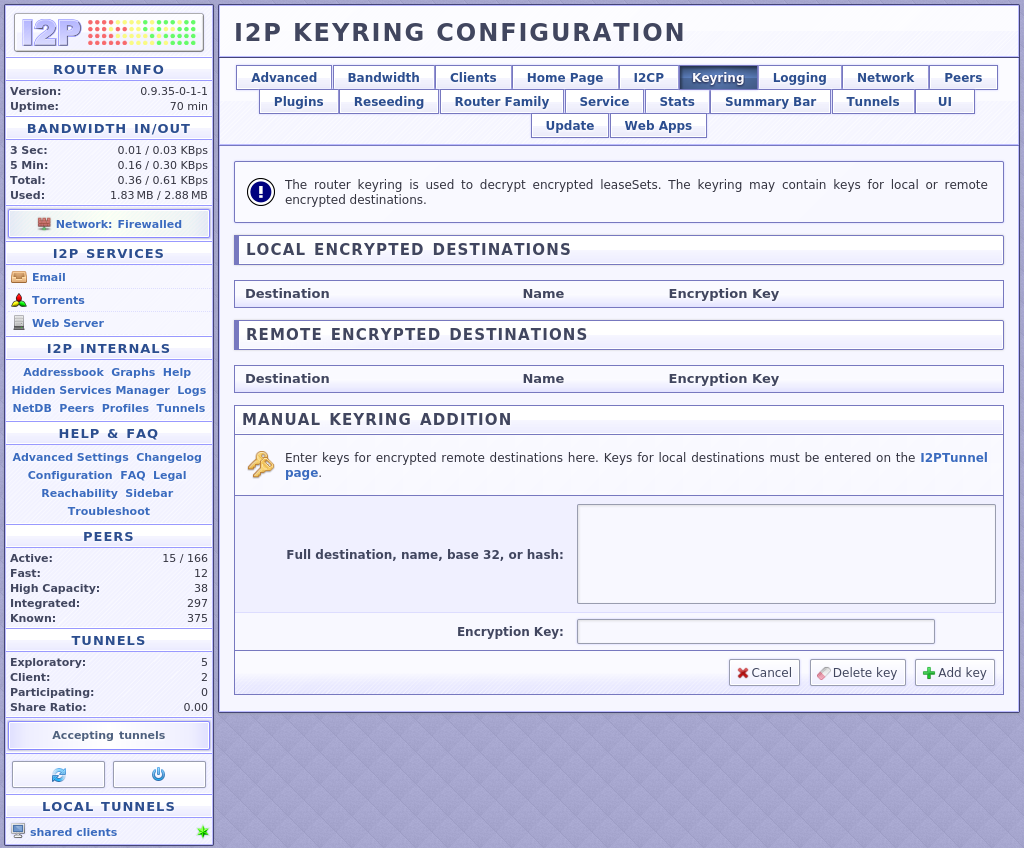 I2P
ROUTER INFO
Version: 0.9.35-0-1-1
Uptime: 70 min
BANDWIDTH IN/OUT
3 Sec: 0.01 / 0.03 KBps
5 Min: 0.16 / 0.30 KBps
Total: 0.36 / 0.61 KBps
Used: 1.83 MB / 2.88 MB
Network: Firewalled
I2P SERVICES
Email
Torrents
Web Server
I2P INTERNALS
Addressbook Graphs Help
Hidden Services Manager Logs
NetDB Peers Profiles Tunnels
HELP & FAQ
Advanced Settings Changelog
Configuration FAQ Legal
Reachability Sidebar
Troubleshoot
PEERS
Active: 15 / 166
Fast: 12
High Capacity: 38
Integrated: 297
Known: 375
TUNNELS
Exploratory: 5
Client: 2
Participating: 0
Share Ratio: 0.00
Accepting tunnels
LOCAL TUNNELS
shared clients
I2P KEYRING CONFIGURATION
Advanced Bandwidth Clients Home Page I2CP Keyring Logging Network Peers
Plugins Reseeding Router Family Service Stats Summary Bar Tunnels UI
Update Web Apps
The router keyring is used to decrypt encrypted leaseSets. The keyring may contain keys for local or remote
encrypted destinations.
LOCAL ENCRYPTED DESTINATIONS
Destination Name Encryption Key
REMOTE ENCRYPTED DESTINATIONS
Destination Name Encryption Key
MANUAL KEYRING ADDITION
Enter keys for encrypted remote destinations here. Keys for local destinations must be entered on the I2PTunnel
page.
Full destination, name, base 32, or hash:
Encryption Key:
Cancel Delete key Add key